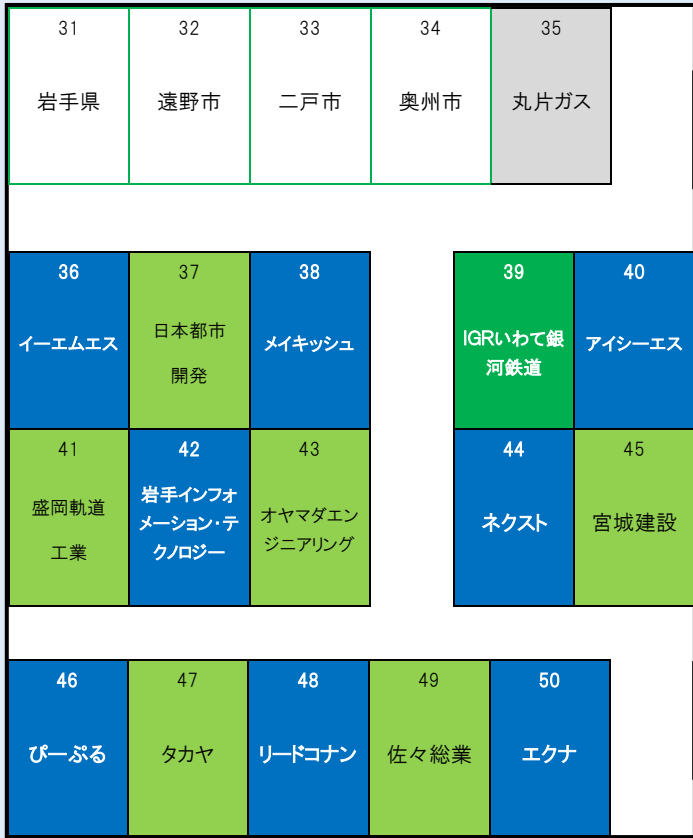 31
岩手県
32
遠野市
33
二戸市
34
奥州市
35
丸片ガス
36
イーエムエス
37
日本都市
開発
38
メイキッシュ
39
IGRいわて銀
河鉄道
40
アイシーエス
41
盛岡軌道
工業
42
岩手インフォ
メーション・テ
クノロジー
43
オヤマダエン
ジニアリング
44
ネクスト
45
宮城建設
46
ぴーぷる
47
タカヤ
48
リードコナン
49
佐々総業
50
エクナ